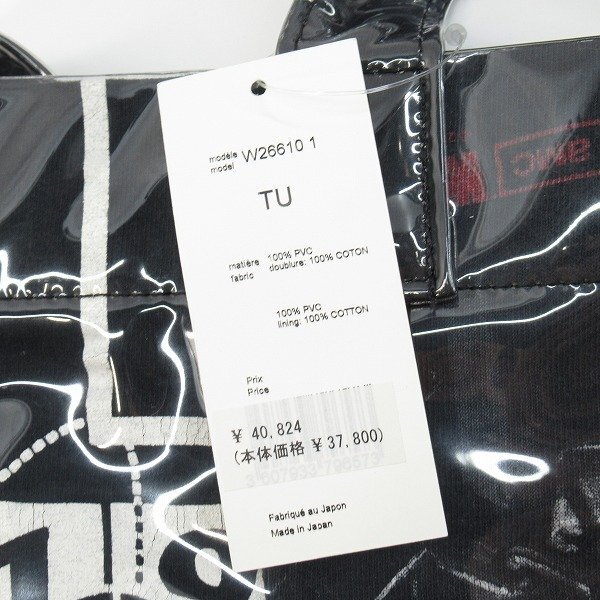 modèle
model W26610 1
TU
matière
fabric
100% PVC
doublure: 100% COTON
100% PVC
lining: 100% COTTON
Prix
Price
¥ 40,824
(本体価格 ¥ 37,800)
Fabriqué au Japon
Made in Japan